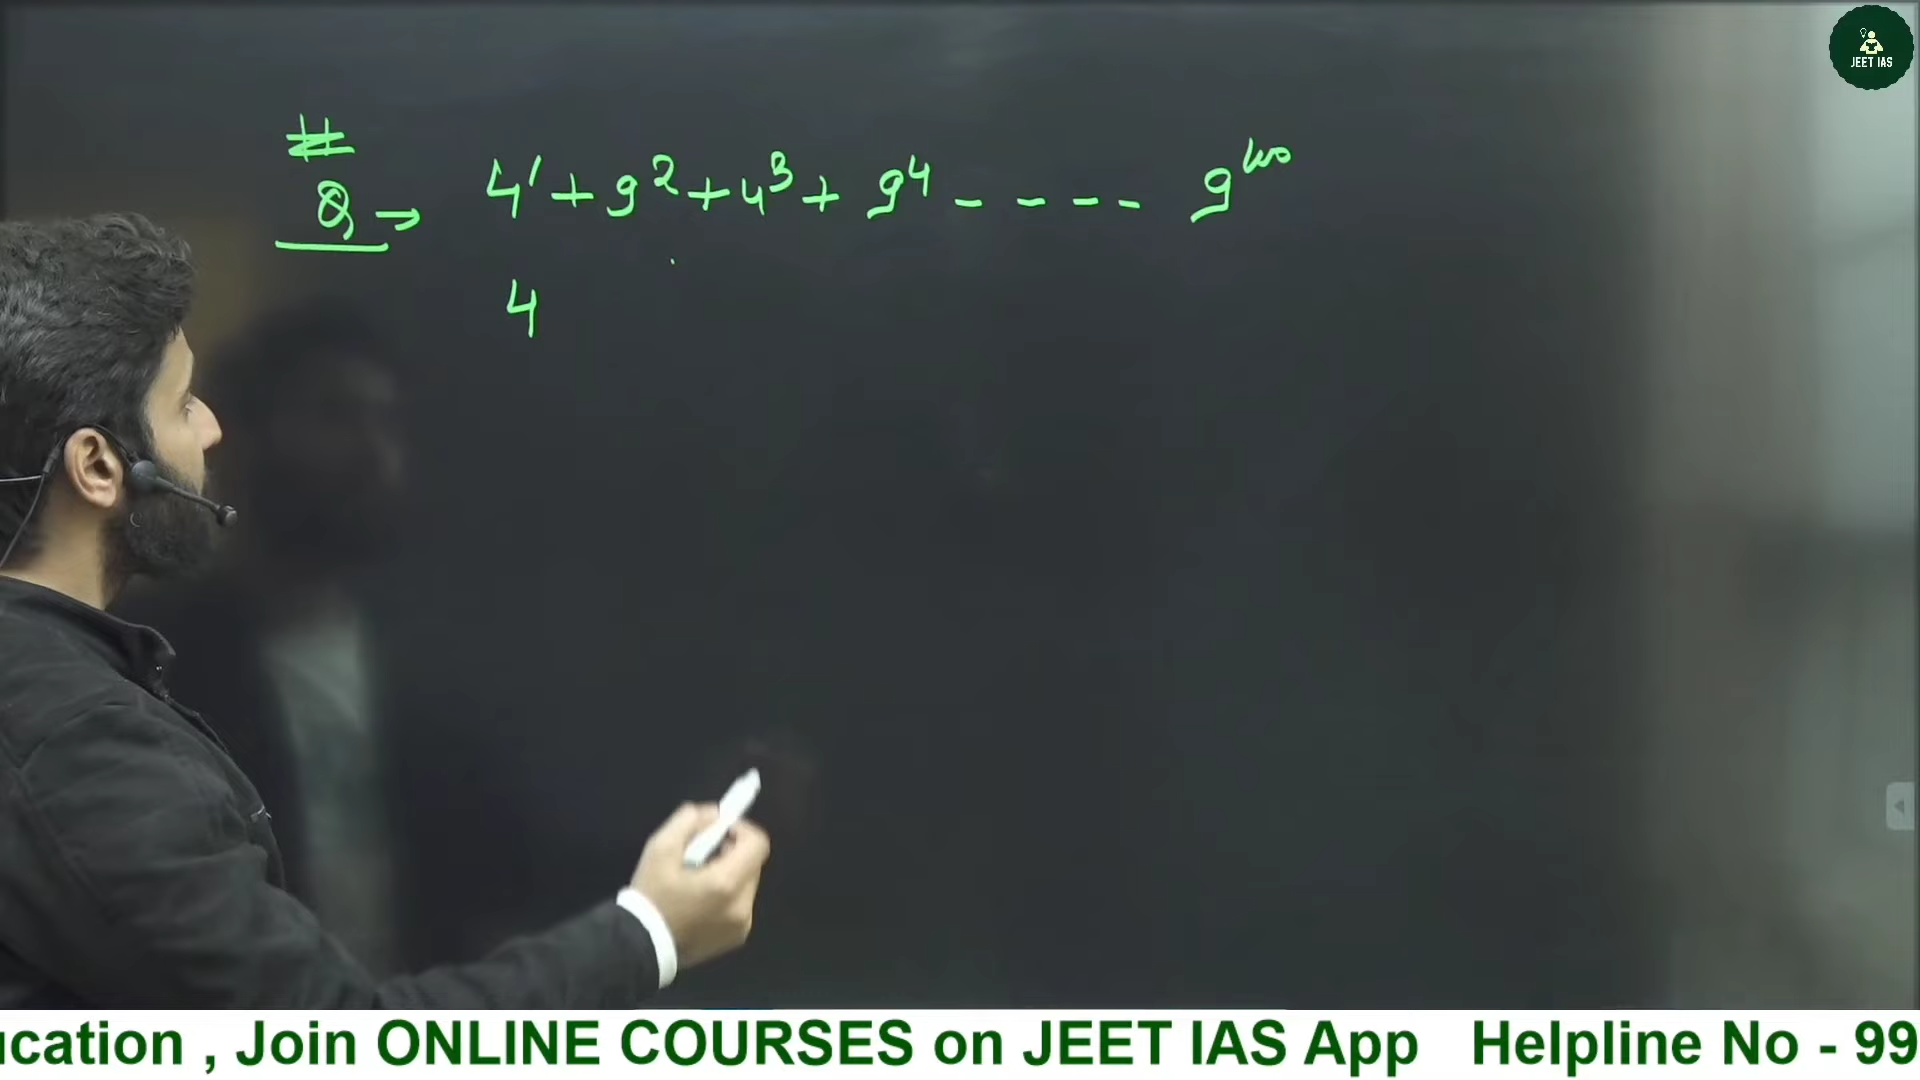 #
Q → 4¹ + 9² + 4³ + 9⁴ - - - - 9¹⁰⁰
4
JEET IAS
ucation , Join ONLINE COURSES on JEET IAS App Helpline No - 99